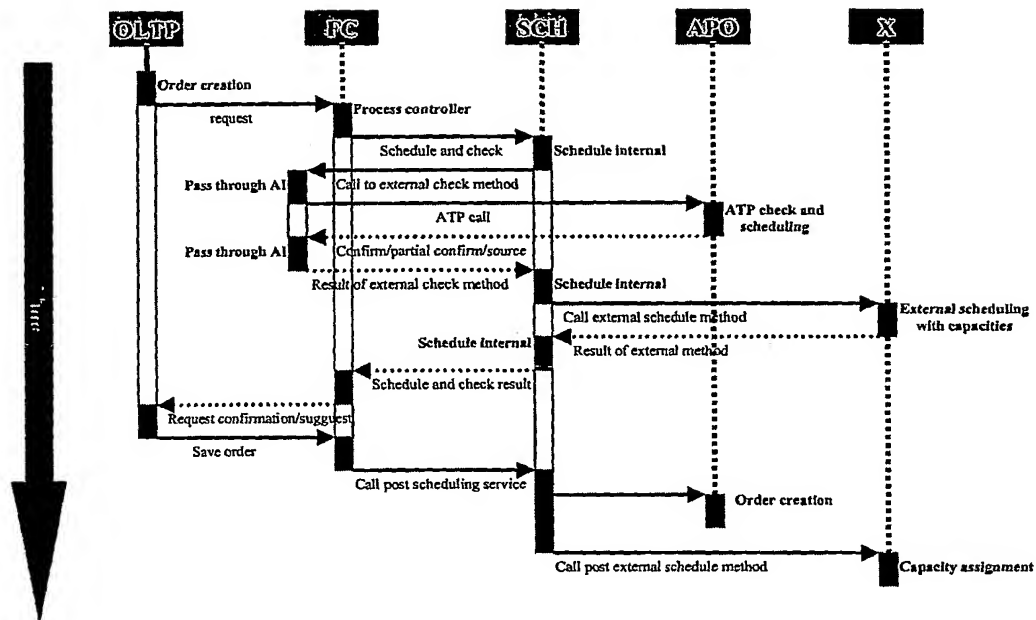 OLTP
FC
SCH
APO
X
Order creation
request
Process controller
Schedule and check
Schedule internal
Pass through AI
Call to external check method
ATP call
ATP check and
scheduling
Pass through AI
Confirm/partial confirm/source
Result of external check method
Schedule internal
Call external schedule method
External scheduling
with capacities
Schedule internal
Result of external method
Schedule and check result
Request confirmation/sugguest
Save order
Call post scheduling service
Order creation
Call post external schedule method
Capacity assignment